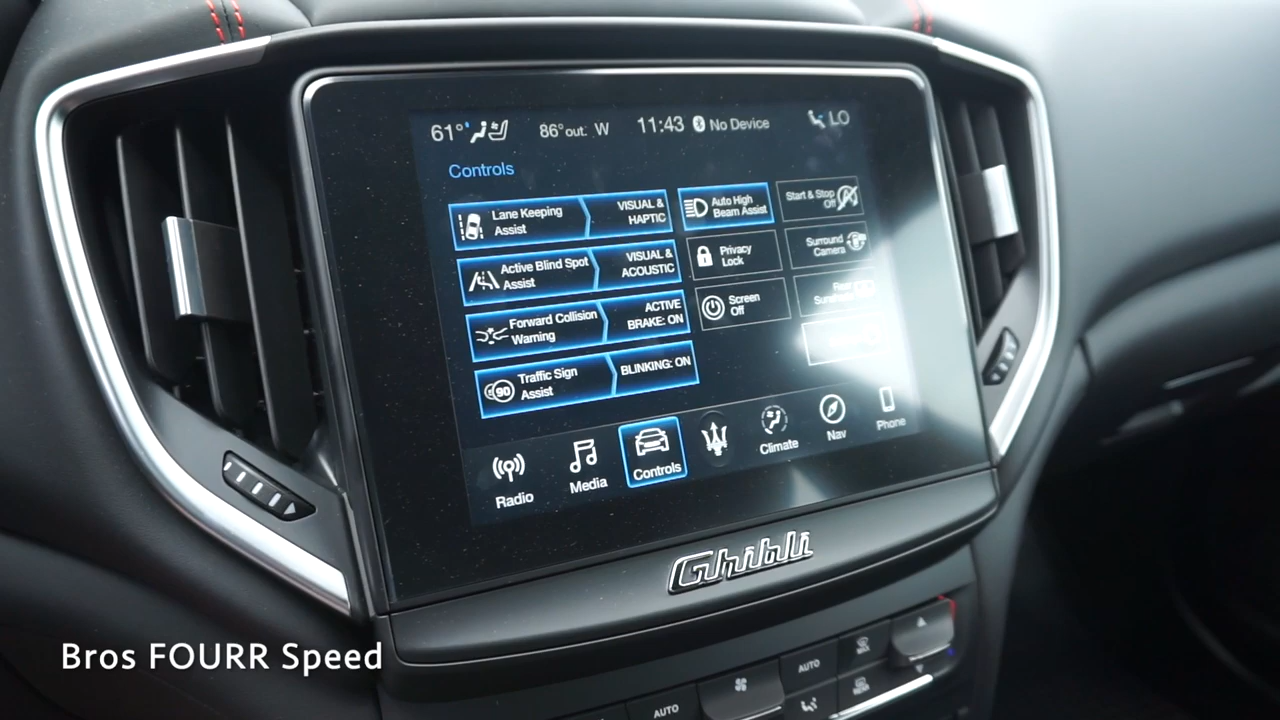 61° 86° out. W 11:43 No Device LO
Controls
Lane Keeping
Assist
VISUAL &
HAPTIC
Auto High
Beam Assist
Start & Stop
Off
Active Blind Spot
Assist
VISUAL &
ACOUSTIC
Privacy
Lock
Surround
Camera
Forward Collision
Warning
ACTIVE
BRAKE: ON
Screen
Off
Rear
90
Traffic Sign
Assist
BLINKING: ON
Radio
Media
Controls
Climate
Nav
Phone
Ghibli
Bros FOURR Speed
AUTO
AUTO